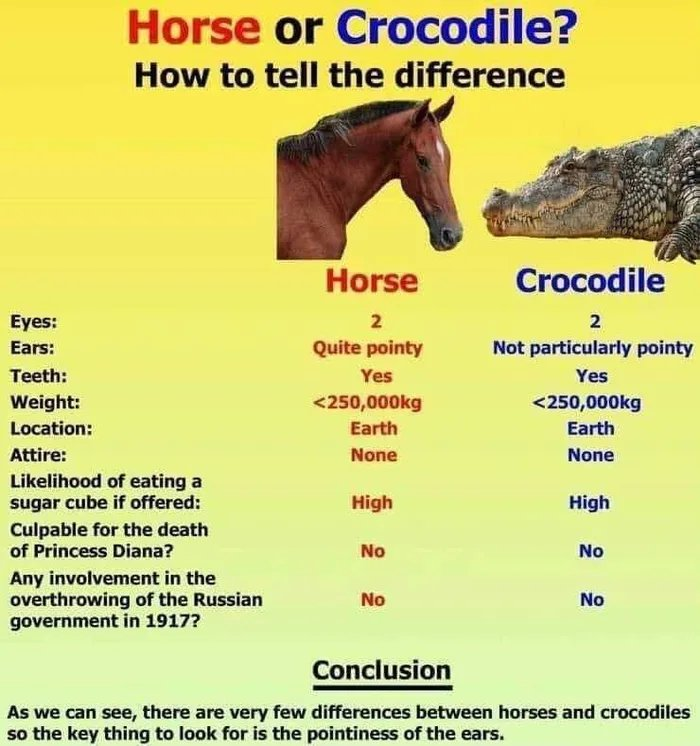 Horse or Crocodile?
How to tell the difference
Horse Crocodile
Eyes: 2 2
Ears: Quite pointy Not particularly pointy
Teeth: Yes Yes
Weight: <250,000kg <250,000kg
Location: Earth Earth
Attire: None None
Likelihood of eating a
sugar cube if offered: High High
Culpable for the death
of Princess Diana? No No
Any involvement in the
overthrowing of the Russian No No
government in 1917?
Conclusion
As we can see, there are very few differences between horses and crocodiles
so the key thing to look for is the pointiness of the ears.